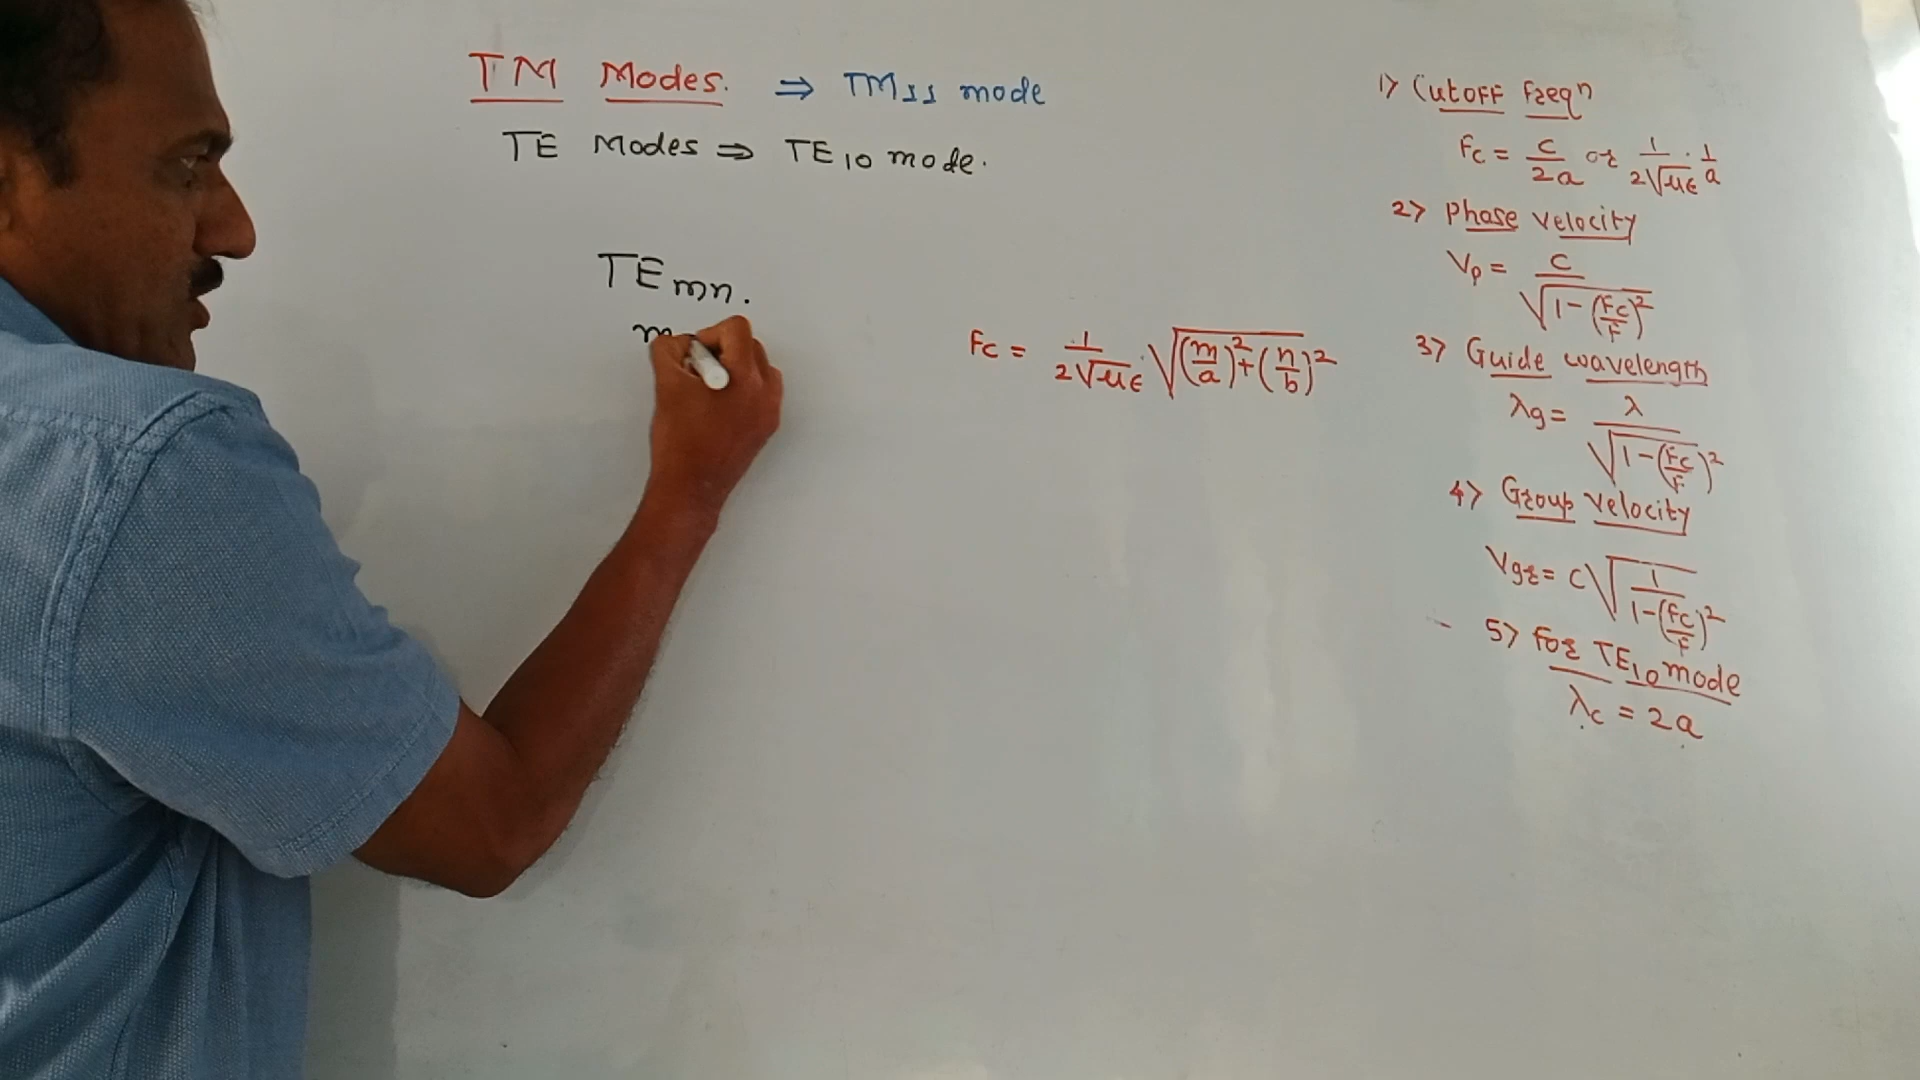 TM Modes. ⇒ TM11 mode
TE Modes ⇒ TE10 mode.
TEmn.
m
Fc = 1/(2√με) · √((m/a)² + (n/b)²)
1) Cutoff Freqn
Fc = c/2a or 1/(2√με) · 1/a
2) Phase Velocity
Vp = c/√(1-(Fc/F)²)
3) Guide wavelength
λg = λ/√(1-(Fc/F)²)
4) Group Velocity
Vgr = c√(1/(1-(Fc/F)²))
5) For TE10 mode
λc = 2a